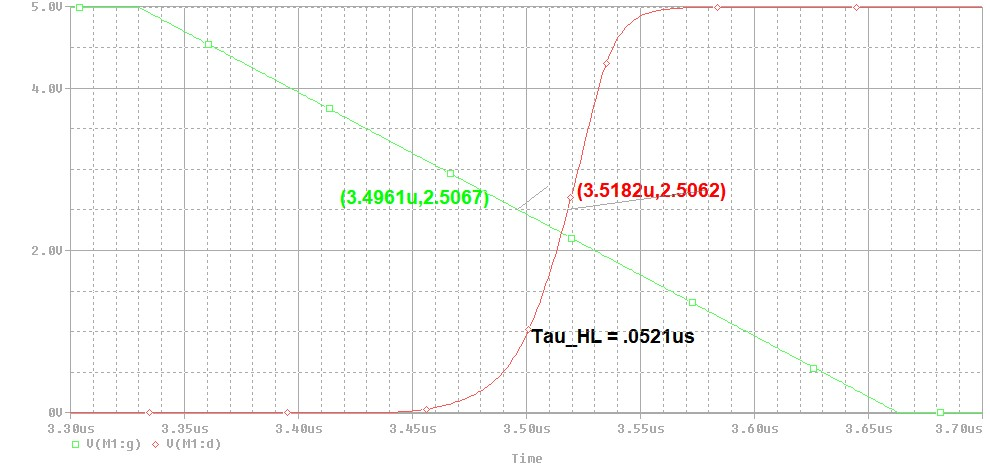 5.0V
4.0V
(3.4961u,2.5067)
(3.5182u,2.5062)
2.0V
Tau_HL = .0521us
0V
3.30us 3.35us 3.40us 3.45us 3.50us 3.55us 3.60us 3.65us 3.70us
V(M1:g) V(M1:d)
Time